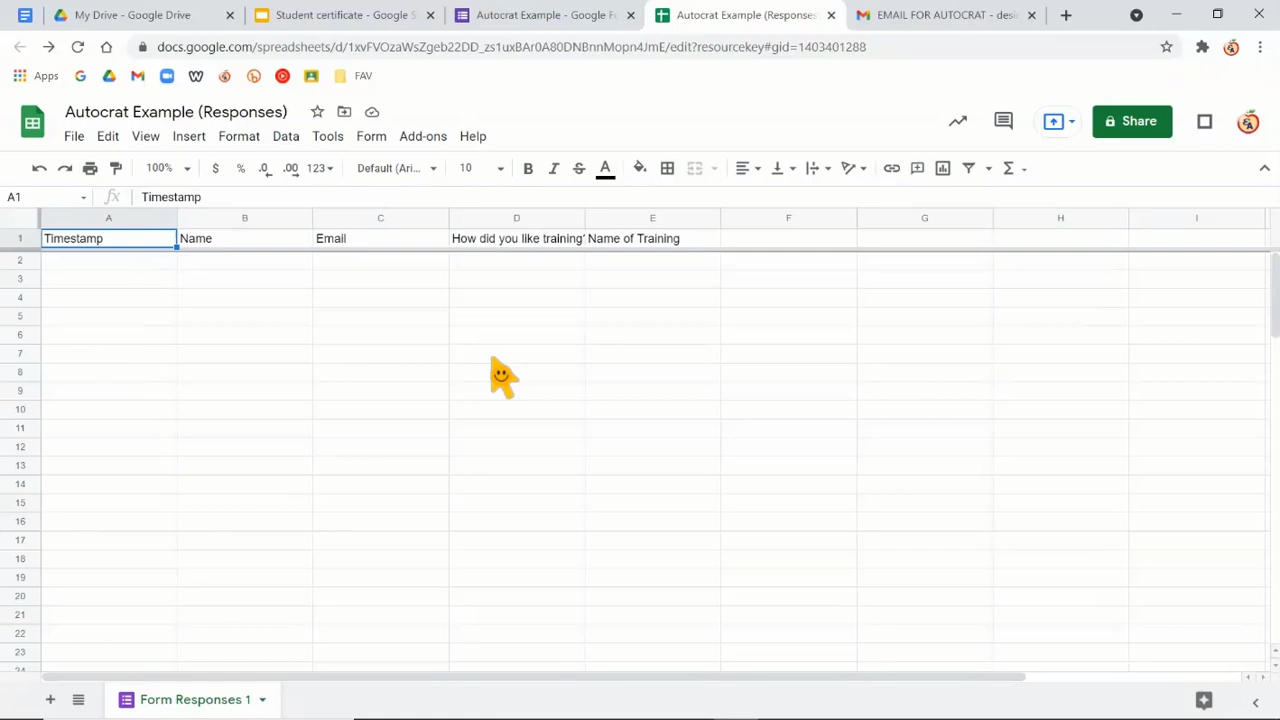 My Drive - Google Drive
Student certificate - Google S
Autocrat Example - Google Fo
Autocrat Example (Responses
EMAIL FOR AUTOCRAT - desi
docs.google.com/spreadsheets/d/1xvFVOzaWsZgeb22DD_zs1uxBAr0A80DNBnnMopn4JmE/edit?resourcekey#gid=1403401288
Apps
FAV
Autocrat Example (Responses)
File Edit View Insert Format Data Tools Form Add-ons Help
Share
100% $ % .0 .00 123 Default (Ari... 10 B I S A
A1 fx Timestamp
A B C D E F G H I
1 Timestamp Name Email How did you like training? Name of Training
2
3
4
5
6
7
8
9
10
11
12
13
14
15
16
17
18
19
20
21
22
23
24
Form Responses 1